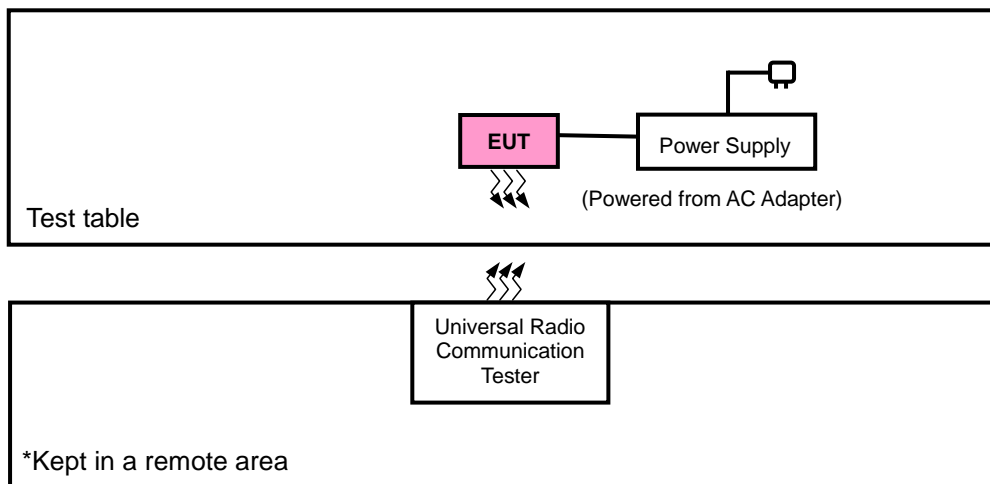 EUT
Power Supply
(Powered from AC Adapter)
Test table
Universal Radio
Communication
Tester
*Kept in a remote area